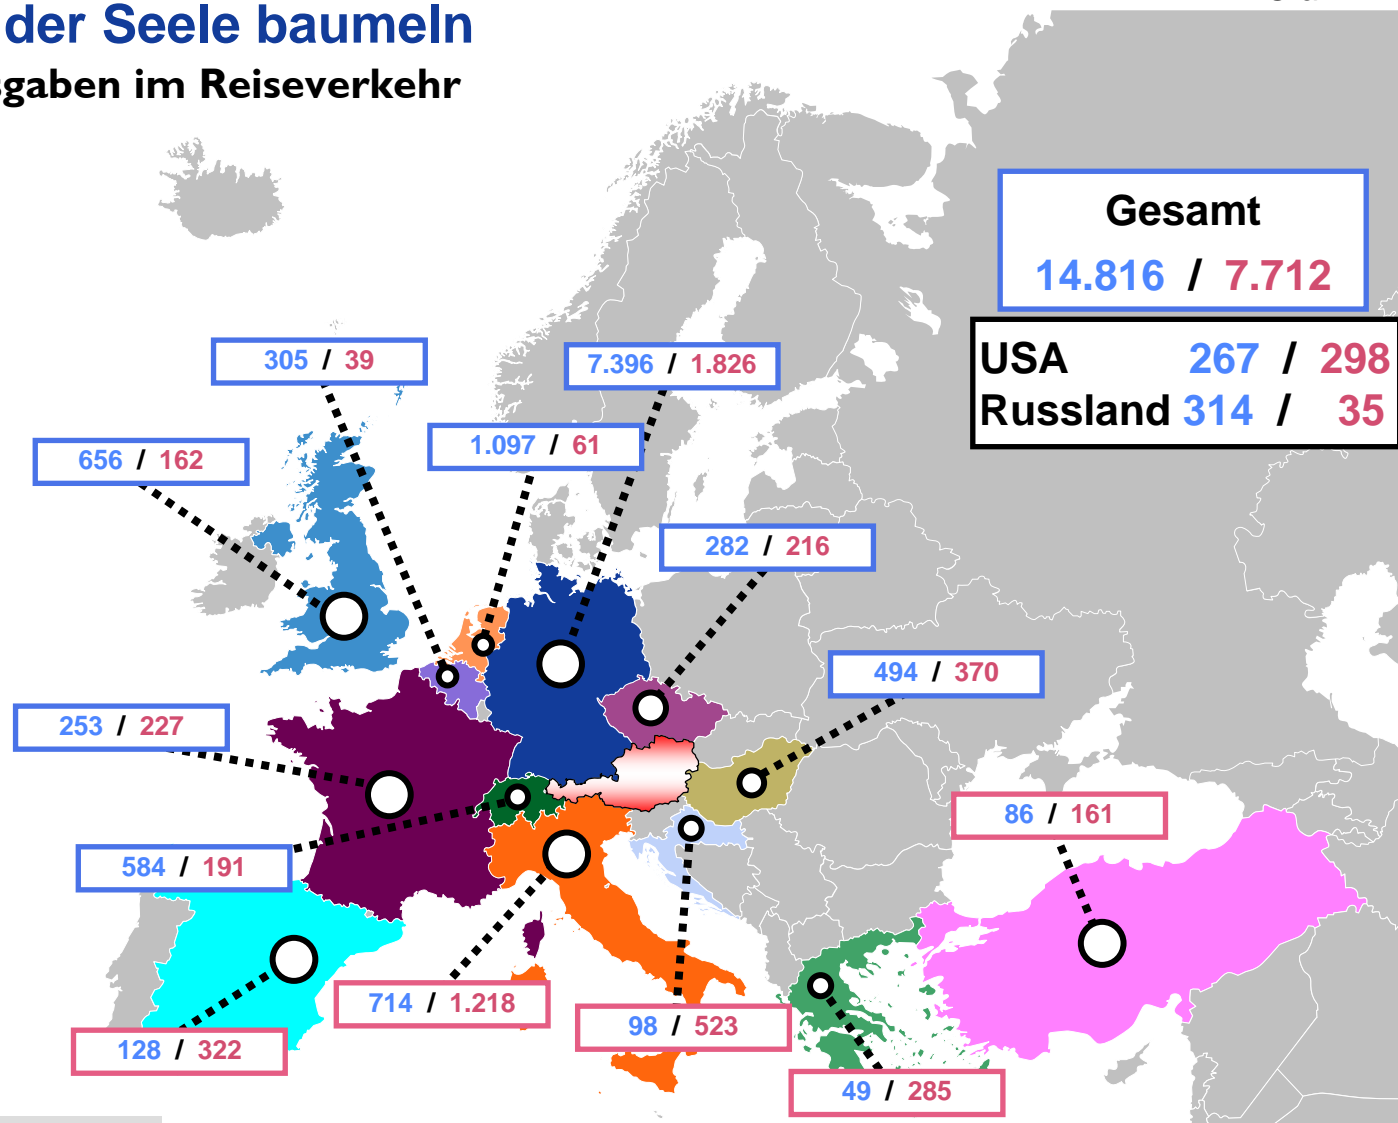 der Seele baumeln
sgaben im Reiseverkehr
Gesamt
14.816 / 7.712
USA 267 / 298
Russland 314 / 35
305 / 39
7.396 / 1.826
656 / 162
1.097 / 61
282 / 216
494 / 370
253 / 227
86 / 161
584 / 191
714 / 1.218
98 / 523
128 / 322
49 / 285